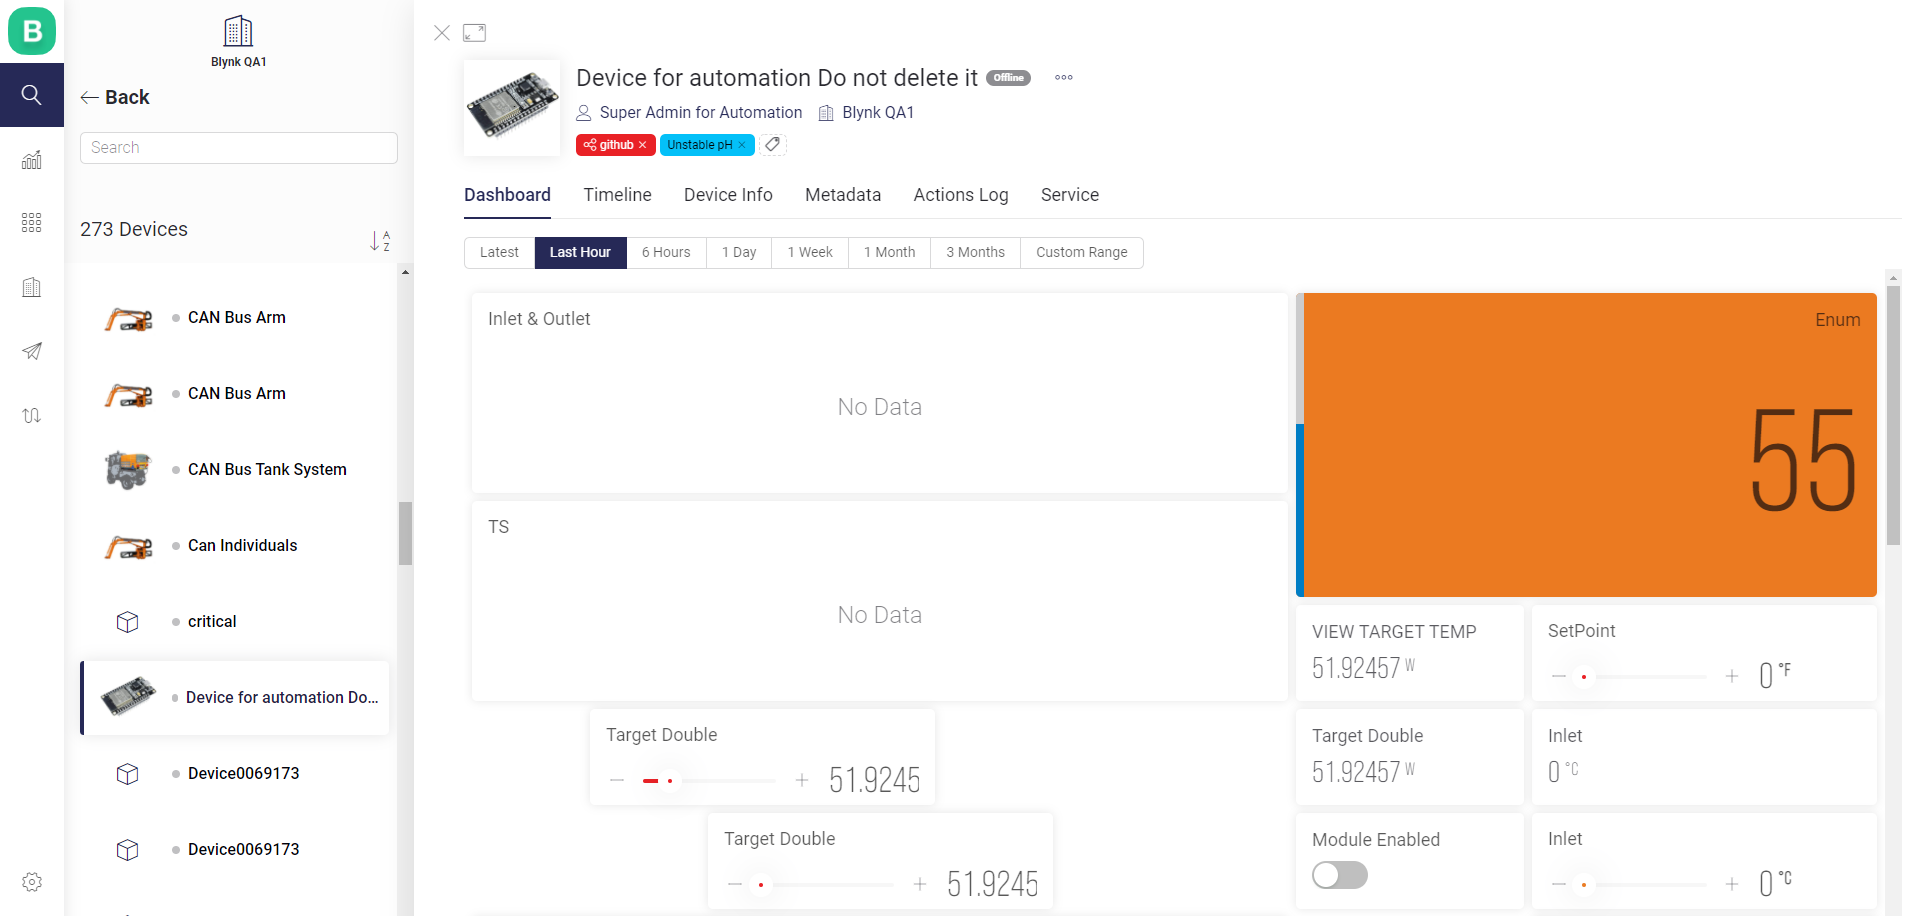 B
Blynk QA1
Back
Search
273 Devices
A
Z
CAN Bus Arm
CAN Bus Arm
CAN Bus Tank System
Can Individuals
critical
Device for automation Do...
Device0069173
Device0069173
Device for automation Do not delete it Offline
Super Admin for Automation Blynk QA1
github × Unstable pH ×
Dashboard Timeline Device Info Metadata Actions Log Service
Latest Last Hour 6 Hours 1 Day 1 Week 1 Month 3 Months Custom Range
Inlet & Outlet
No Data
Enum
55
TS
No Data
VIEW TARGET TEMP
51.92457 W
SetPoint
0 °F
Target Double
51.9245
Target Double
51.92457 W
Inlet
0 °C
Target Double
51.9245
Module Enabled
Inlet
0 °C